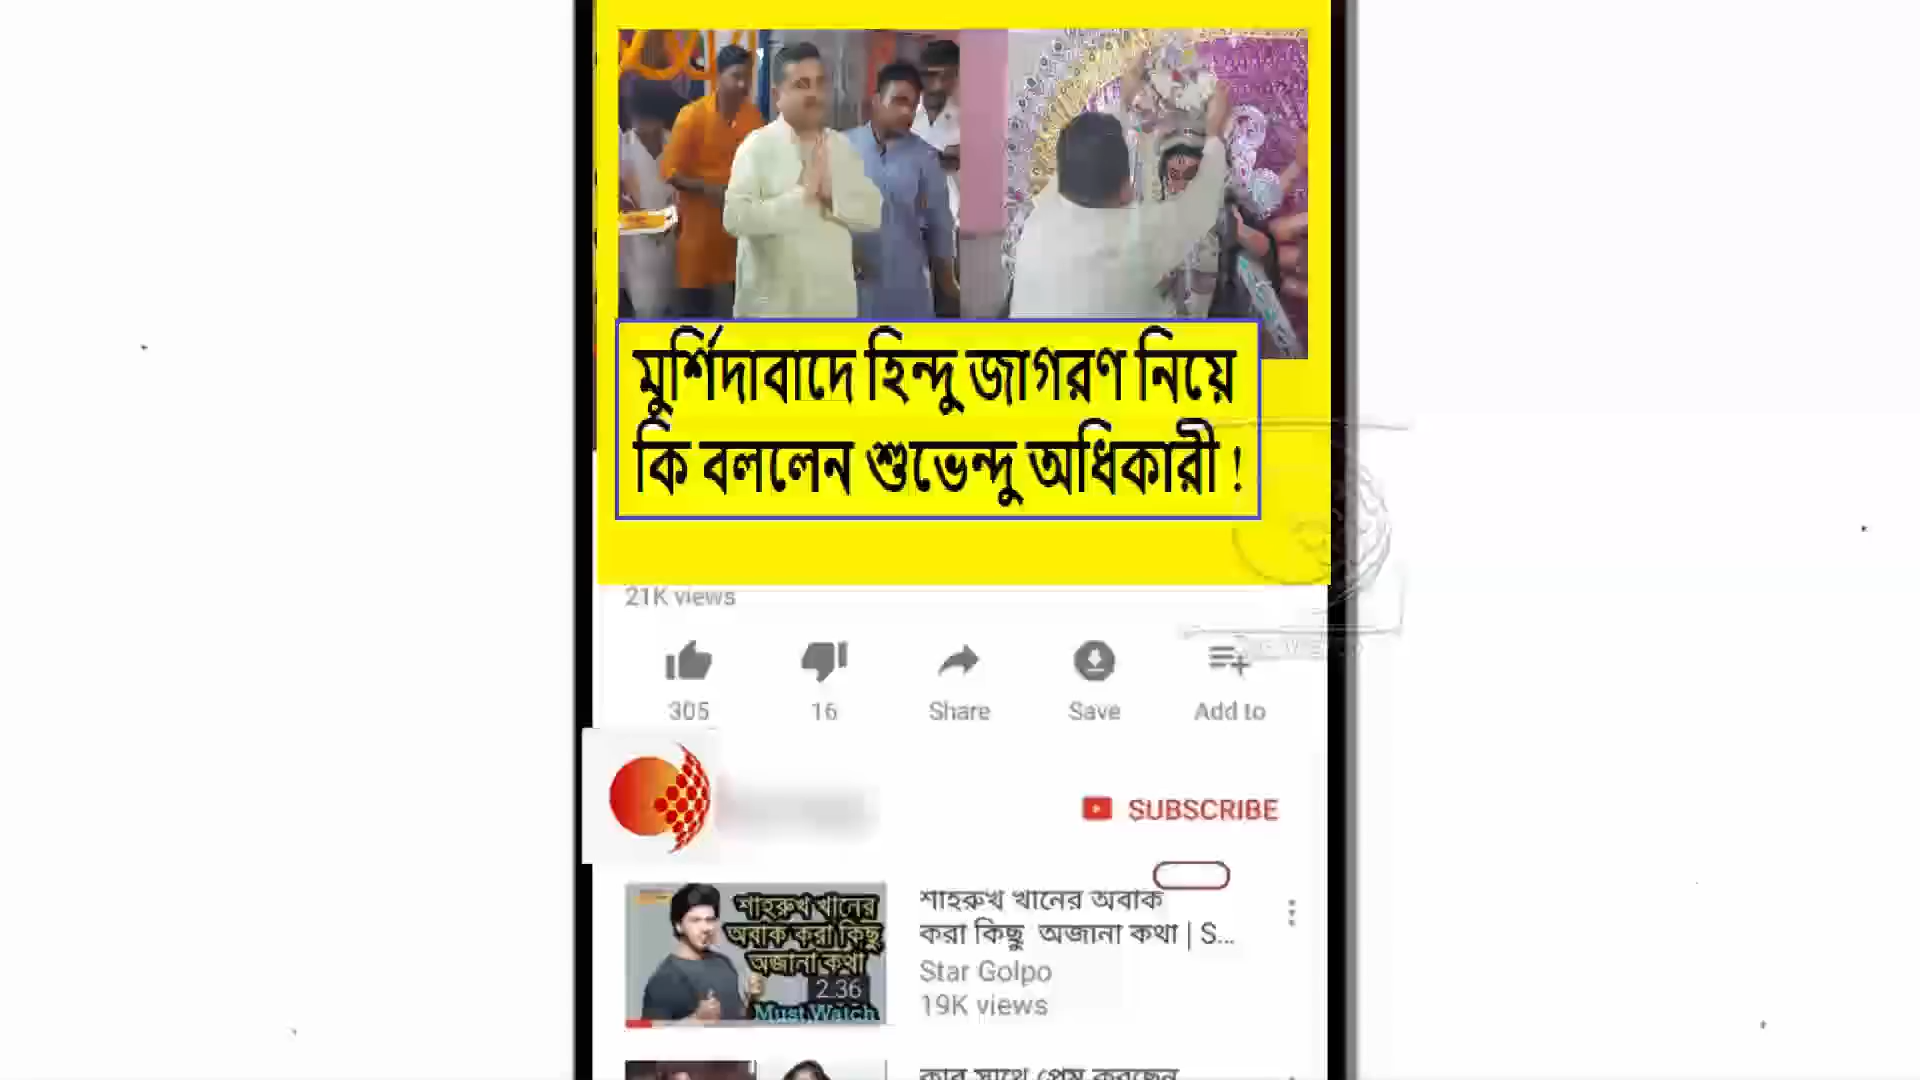 মুর্শিদাবাদে হিন্দু জাগরণ নিয়ে
কি বললেন শুভেন্দু অধিকারী !
21K views
305
16
Share
Save
Add to
SUBSCRIBE
শাহরুখ খানের
অবাক করা কিছু
অজানা কথা
2.36
Must Watch
শাহরুখ খানের অবাক
করা কিছু অজানা কথা | S...
Star Golpo
19K views
কার সাথে প্রেম করছেন